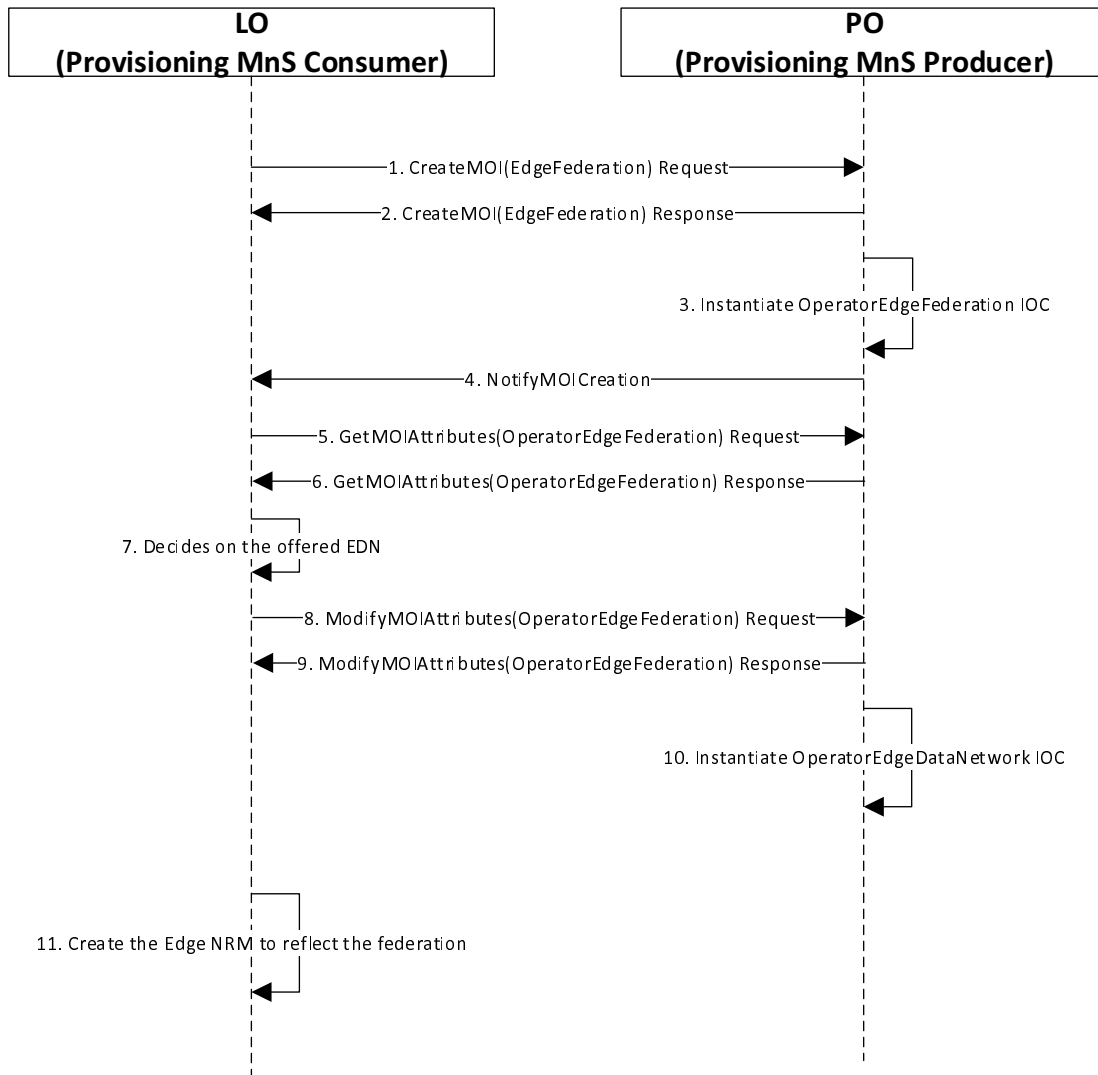 LO
(Provisioning MnS Consumer)
PO
(Provisioning MnS Producer)
1. CreateMOI(EdgeFederation) Request
2. CreateMOI(EdgeFederation) Response
3. Instantiate OperatorEdgeFederation IOC
4. NotifyMOICreation
5. GetMOIAttributes(OperatorEdgeFederation) Request
6. GetMOIAttributes(OperatorEdgeFederation) Response
7. Decides on the offered EDN
8. ModifyMOIAttributes(OperatorEdgeFederation) Request
9. ModifyMOIAttributes(OperatorEdgeFederation) Response
10. Instantiate OperatorEdgeDataNetwork IOC
11. Create the Edge NRM to reflect the federation